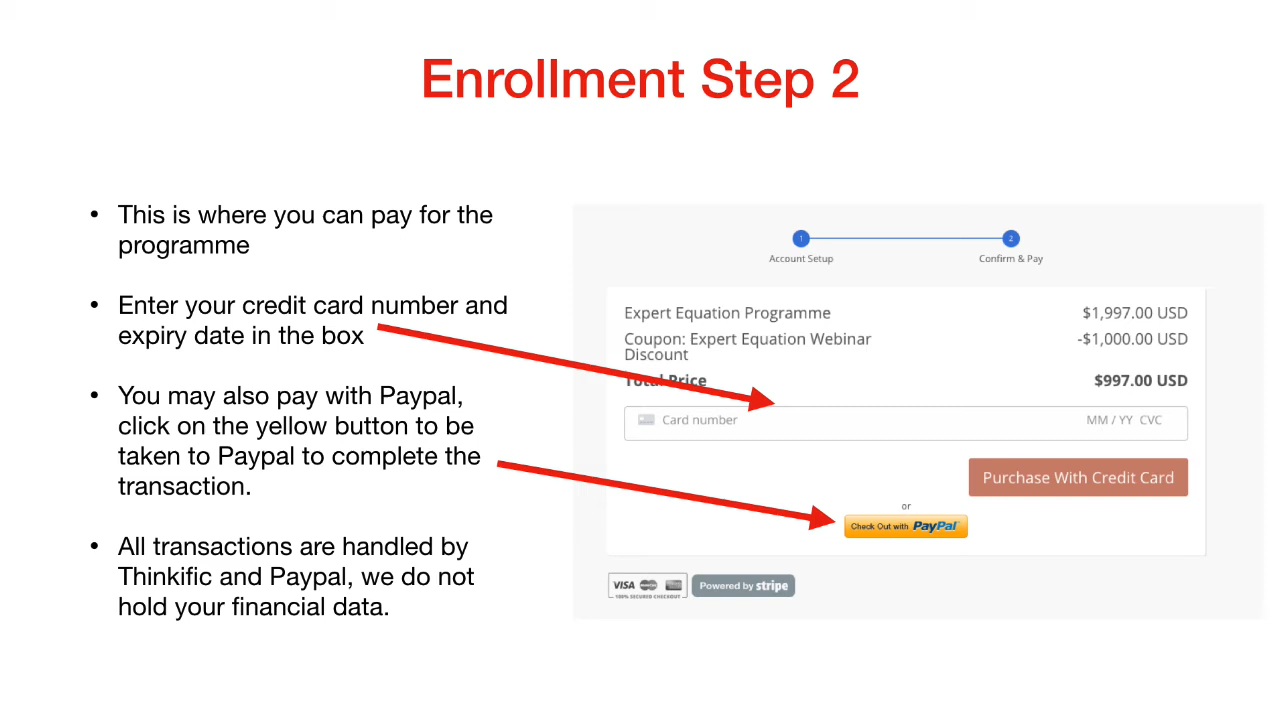 Enrollment Step 2
• This is where you can pay for the
programme
• Enter your credit card number and
expiry date in the box
• You may also pay with Paypal,
click on the yellow button to be
taken to Paypal to complete the
transaction.
• All transactions are handled by
Thinkific and Paypal, we do not
hold your financial data.
1 2
Account Setup Confirm & Pay
Expert Equation Programme $1,997.00 USD
Coupon: Expert Equation Webinar -$1,000.00 USD
Discount
Total Price $997.00 USD
Card number MM / YY CVC
Purchase With Credit Card
or
Check Out with PayPal
VISA
100% SECURED CHECKOUT
Powered by stripe